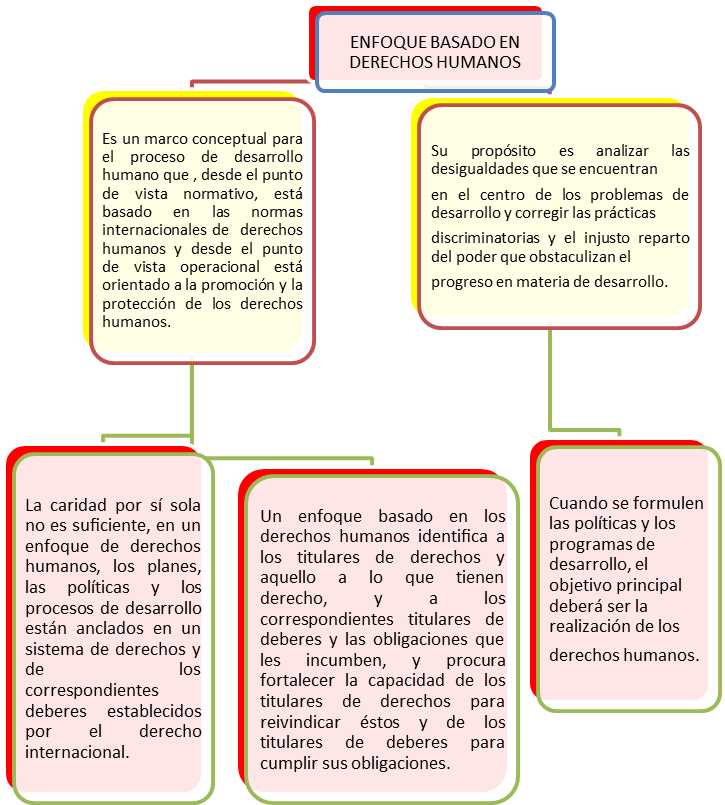 ENFOQUE BASADO EN
DERECHOS HUMANOS
Es un marco conceptual para
el proceso de desarrollo
humano que , desde el punto
de vista normativo, está
basado en las normas
internacionales de derechos
humanos y desde el punto
de vista operacional está
orientado a la promoción y la
protección de los derechos
humanos.
Su propósito es analizar las
desigualdades que se encuentran
en el centro de los problemas de
desarrollo y corregir las prácticas
discriminatorias y el injusto reparto
del poder que obstaculizan el
progreso en materia de desarrollo.
La caridad por sí sola
no es suficiente, en un
enfoque de derechos
humanos, los planes,
las políticas y los
procesos de desarrollo
están anclados en un
sistema de derechos y
de los
correspondientes
deberes establecidos
por el derecho
internacional.
Un enfoque basado en los
derechos humanos identifica a
los titulares de derechos y
aquello a lo que tienen
derecho, y a los
correspondientes titulares de
deberes y las obligaciones que
les incumben, y procura
fortalecer la capacidad de los
titulares de derechos para
reivindicar éstos y de los
titulares de deberes para
cumplir sus obligaciones.
Cuando se formulen
las políticas y los
programas de
desarrollo, el
objetivo principal
deberá ser la
realización de los
derechos humanos.